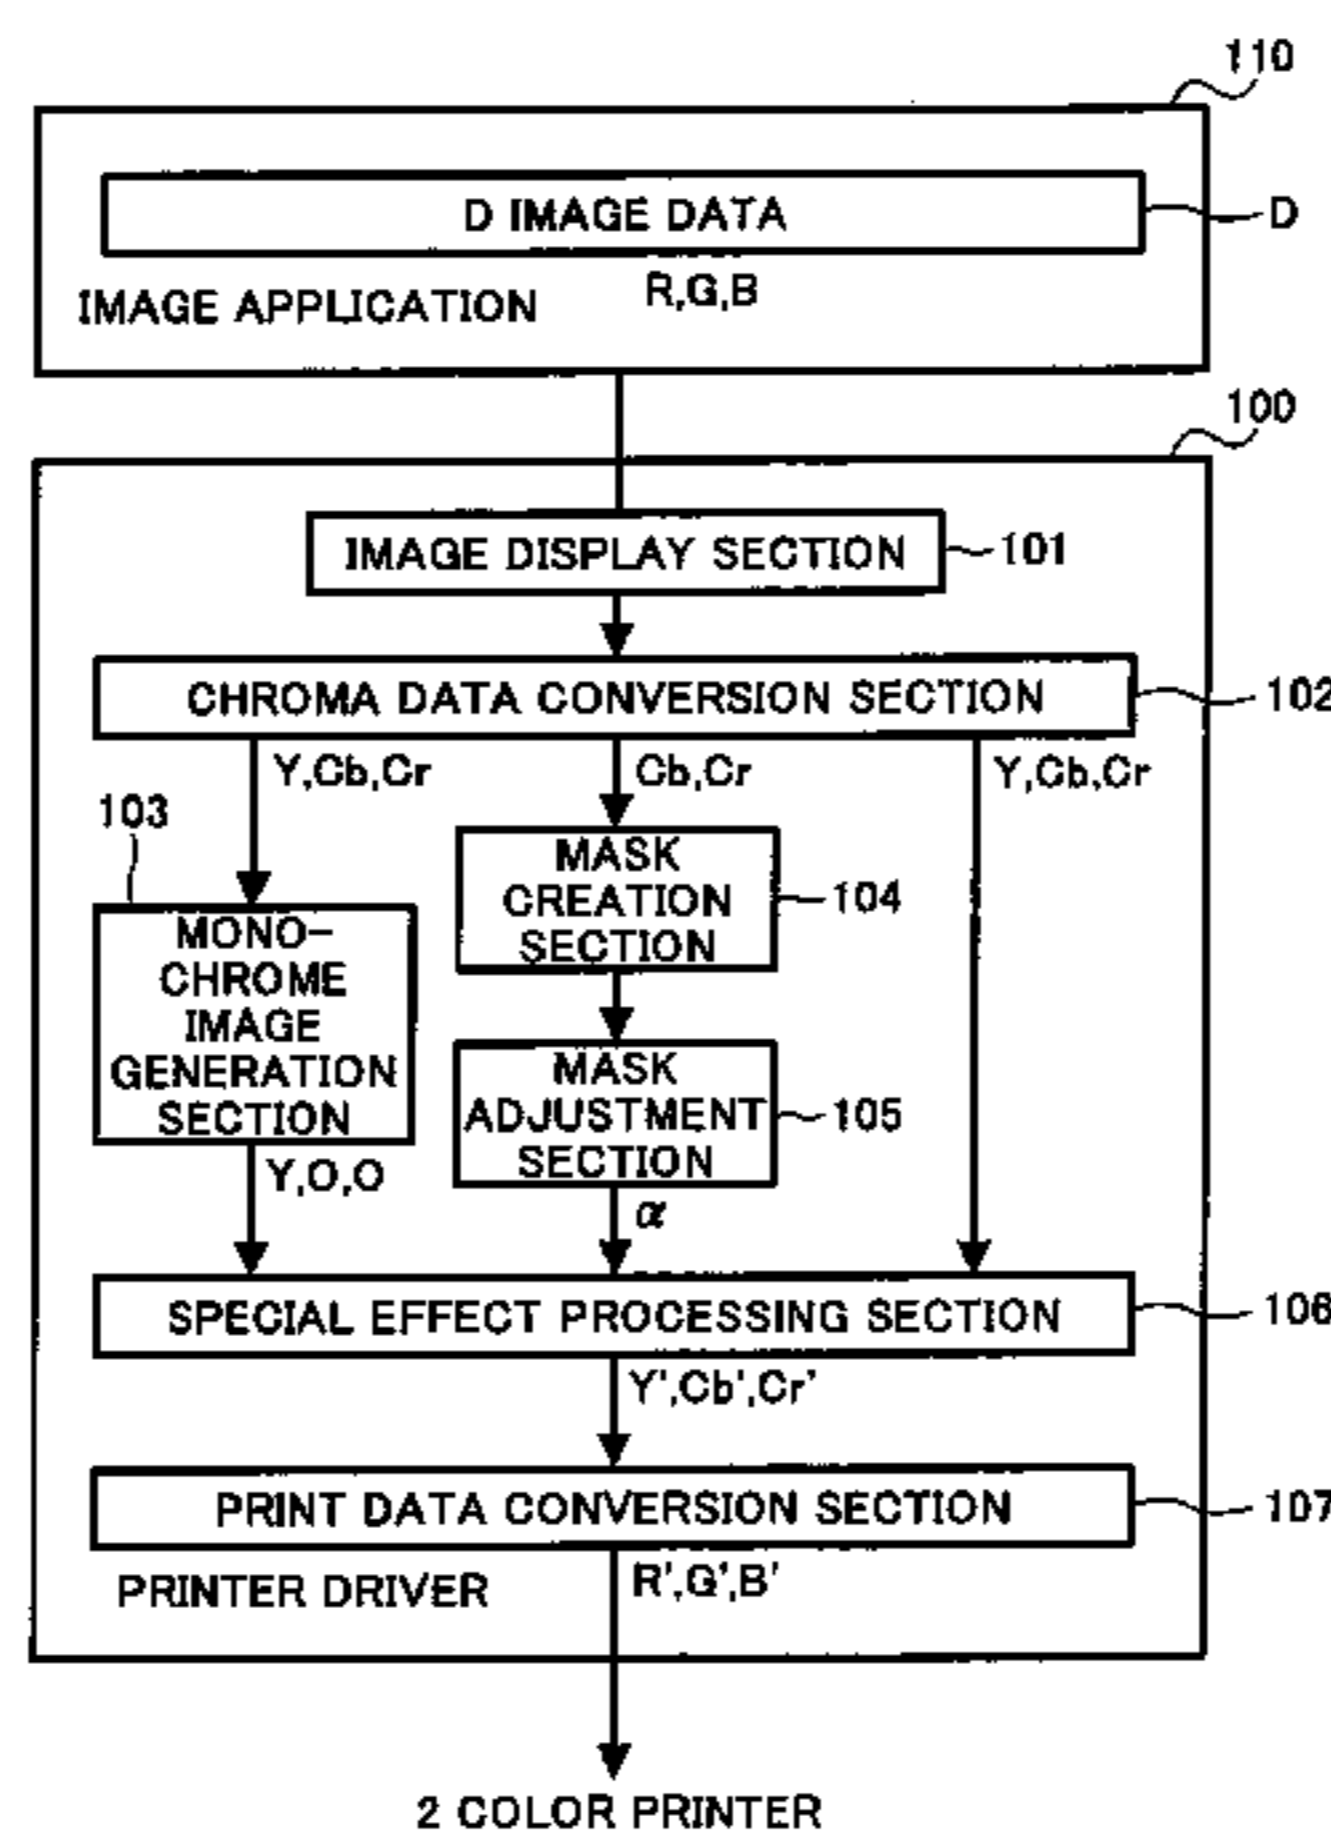 110
D IMAGE DATA
D
R,G,B
IMAGE APPLICATION
100
IMAGE DISPLAY SECTION
101
CHROMA DATA CONVERSION SECTION
102
Y,Cb,Cr
Cb,Cr
Y,Cb,Cr
103
MASK
CREATION
SECTION
104
MONO-
CHROME
IMAGE
GENERATION
SECTION
MASK
ADJUSTMENT
SECTION
105
Y,O,O
α
SPECIAL EFFECT PROCESSING SECTION
106
Y',Cb',Cr'
PRINT DATA CONVERSION SECTION
107
R',G',B'
PRINTER DRIVER
2 COLOR PRINTER